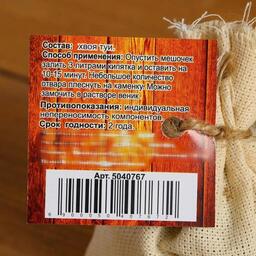 Состав: хвоя туи.
Способ применения: Опустить мешочек
залить 3 литрами кипятка и оставить на
10-15 минут. Небольшое количество
отвара плеснуть на каменку. Можно
замочить в растворе веник.
Противопоказания: индивидуальная
непереносимость компонентов.
Срок годности: 2 года.
Арт. 5040767